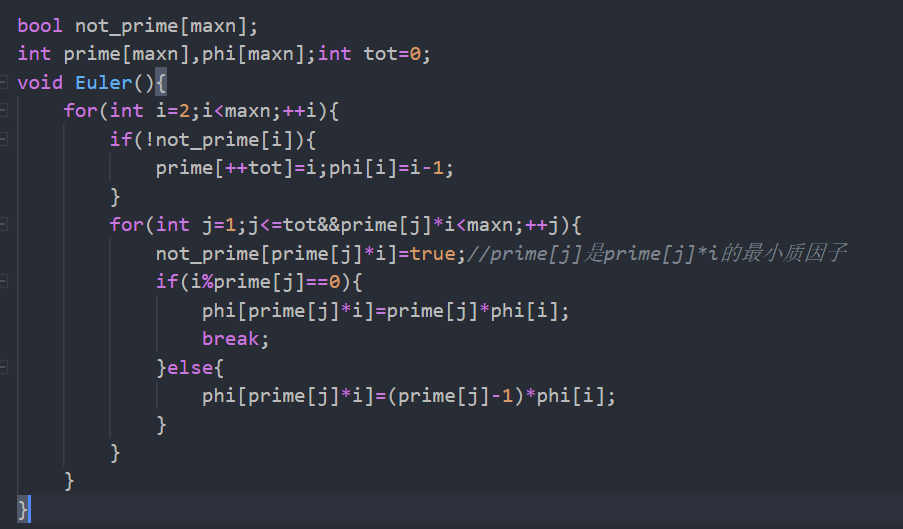 bool not_prime[maxn];
int prime[maxn],phi[maxn];int tot=0;
void Euler(){
    for(int i=2;i<maxn;++i){
        if(!not_prime[i]){
            prime[++tot]=i;phi[i]=i-1;
        }
        for(int j=1;j<=tot&&prime[j]*i<maxn;++j){
            not_prime[prime[j]*i]=true;//prime[j]是prime[j]*i的最小质因子
            if(i%prime[j]==0){
                phi[prime[j]*i]=prime[j]*phi[i];
                break;
            }else{
                phi[prime[j]*i]=(prime[j]-1)*phi[i];
            }
        }
    }
}